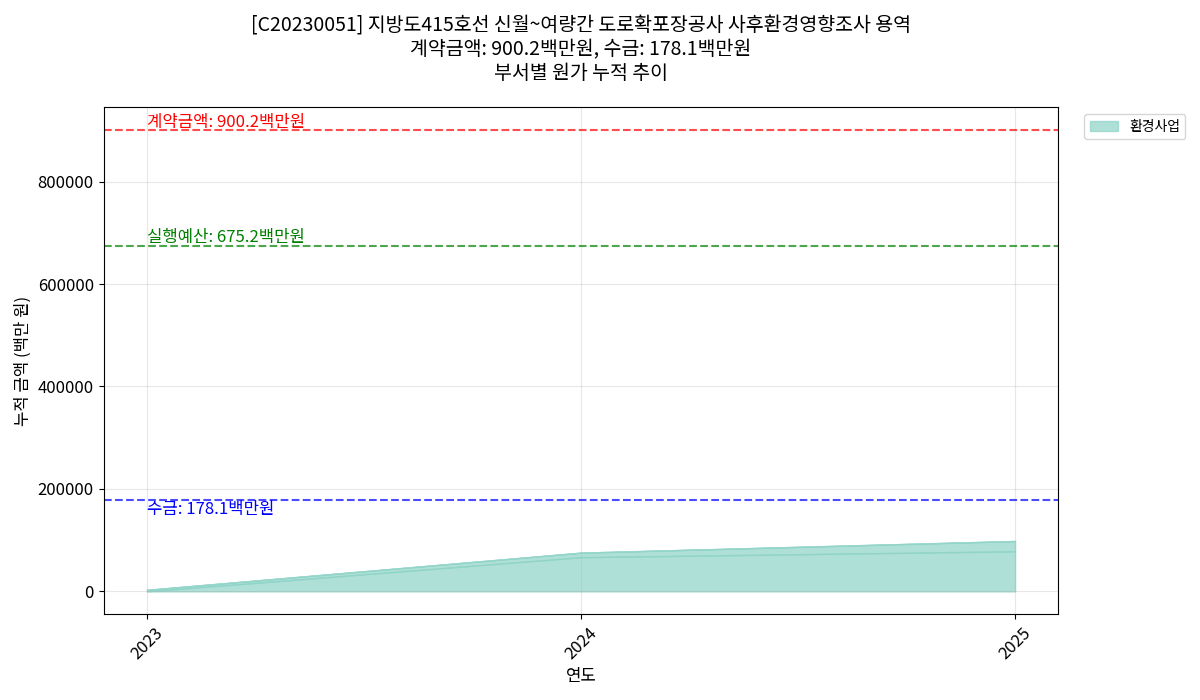 [C20230051] 지방도415호선 신월~여량간 도로확포장공사 사후환경영향조사 용역
계약금액: 900.2백만원, 수금: 178.1백만원
부서별 원가 누적 추이
계약금액: 900.2백만원
환경사업
800000
실행예산: 675.2백만원
600000
누적 금액 (백만 원)
400000
200000
수금: 178.1백만원
0
2023
2024
2025
연도